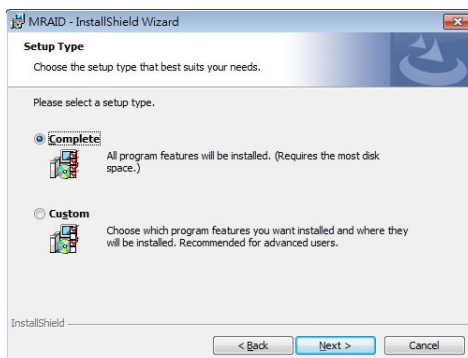 MRAID - InstallShield Wizard
Setup Type
Choose the setup type that best suits your needs.
Please select a setup type.
Complete
All program features will be installed. (Requires the most disk
space.)
Custom
Choose which program features you want installed and where they
will be installed. Recommended for advanced users.
InstallShield
< Back Next > Cancel